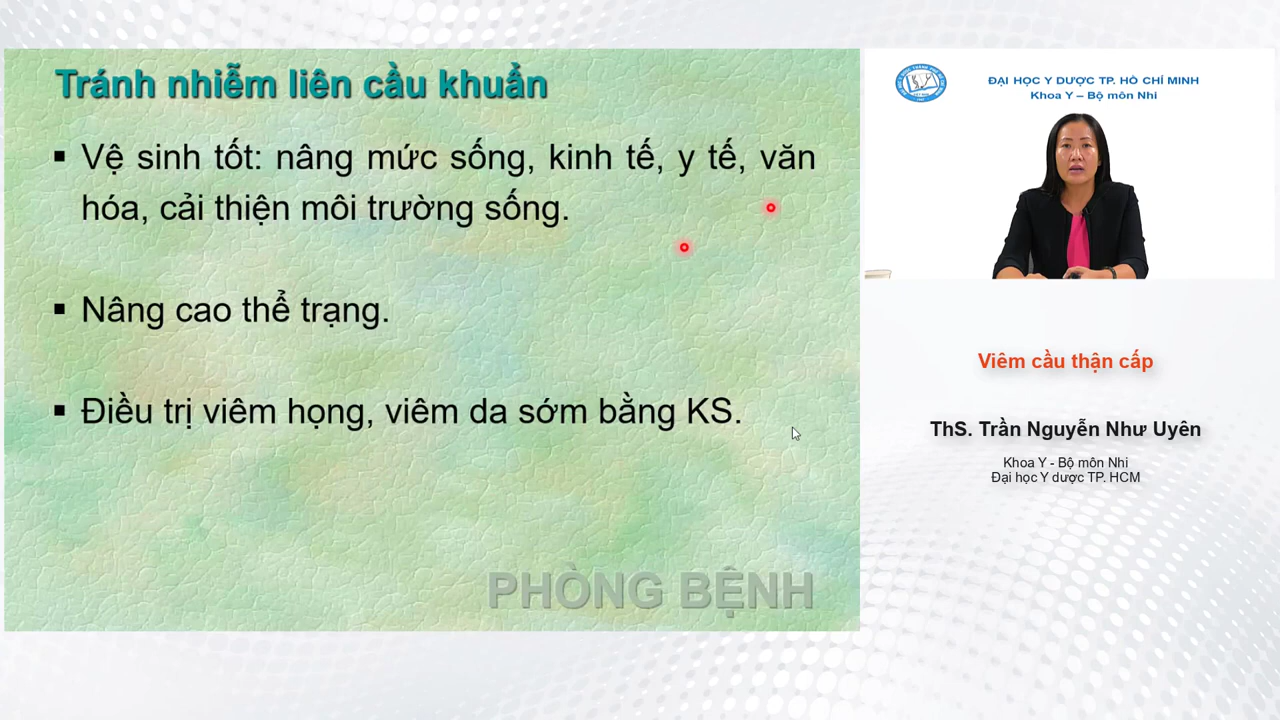 Tránh nhiễm liên cầu khuẩn
▪ Vệ sinh tốt: nâng mức sống, kinh tế, y tế, văn
hóa, cải thiện môi trường sống.
▪ Nâng cao thể trạng.
▪ Điều trị viêm họng, viêm da sớm bằng KS.
PHÒNG BỆNH
ĐẠI HỌC Y DƯỢC TP. HỒ CHÍ MINH
Khoa Y – Bộ môn Nhi
Viêm cầu thận cấp
ThS. Trần Nguyễn Như Uyên
Khoa Y - Bộ môn Nhi
Đại học Y dược TP. HCM